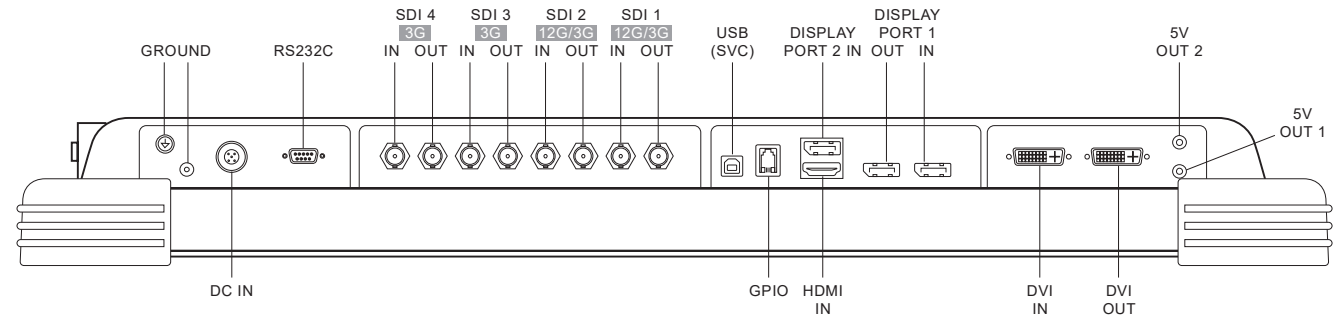 SDI 4 SDI 3 SDI 2 SDI 1
3G 3G 12G/3G 12G/3G
IN OUT IN OUT IN OUT IN OUT
GROUND
RS232C
USB
(SVC)
DISPLAY
PORT 2 IN
DISPLAY
PORT 1
OUT IN
5V
OUT 2
5V
OUT 1
DC IN
GPIO
HDMI
IN
DVI
IN
DVI
OUT